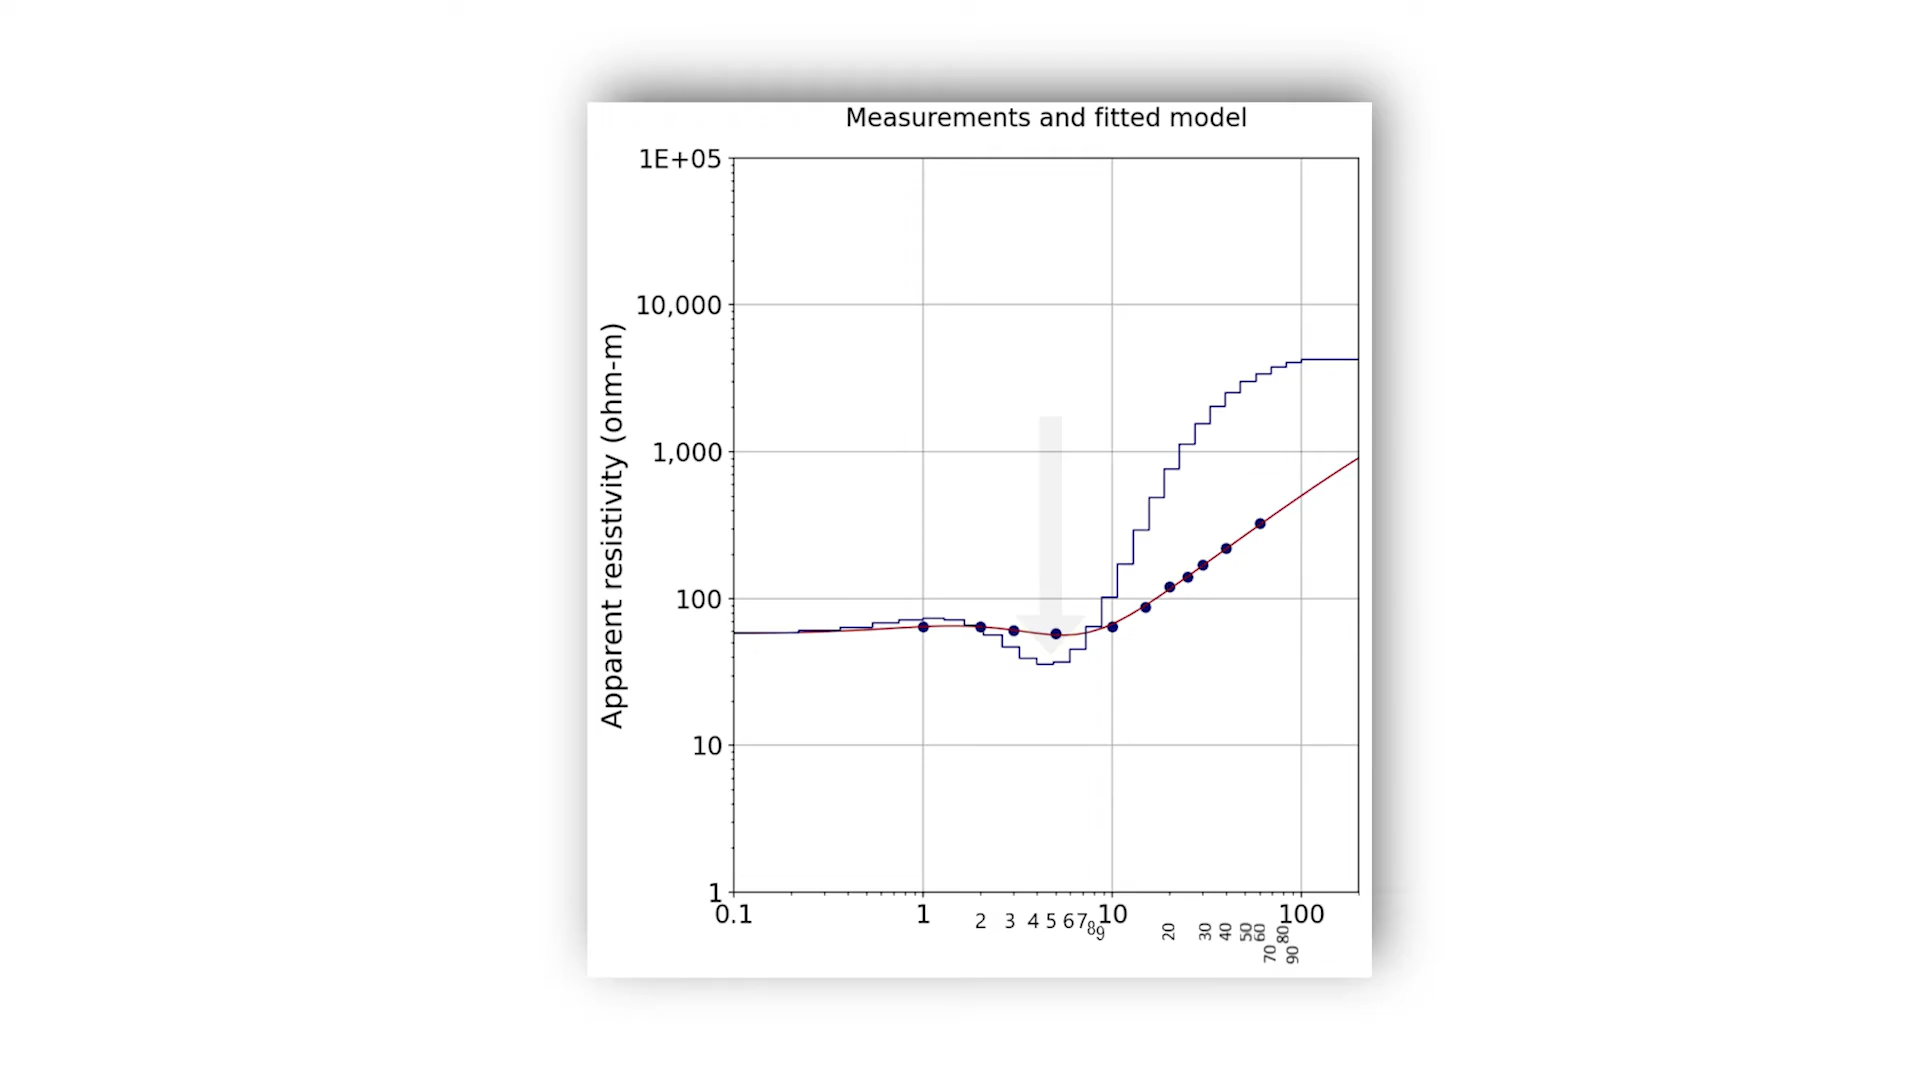 Measurements and fitted model
1E+05
10,000
1,000
100
10
1
Apparent resistivity (ohm-m)
0.1 1 2 3 4 5 6 7 8 9 10 20 30 40 50 60 70 80 90 100